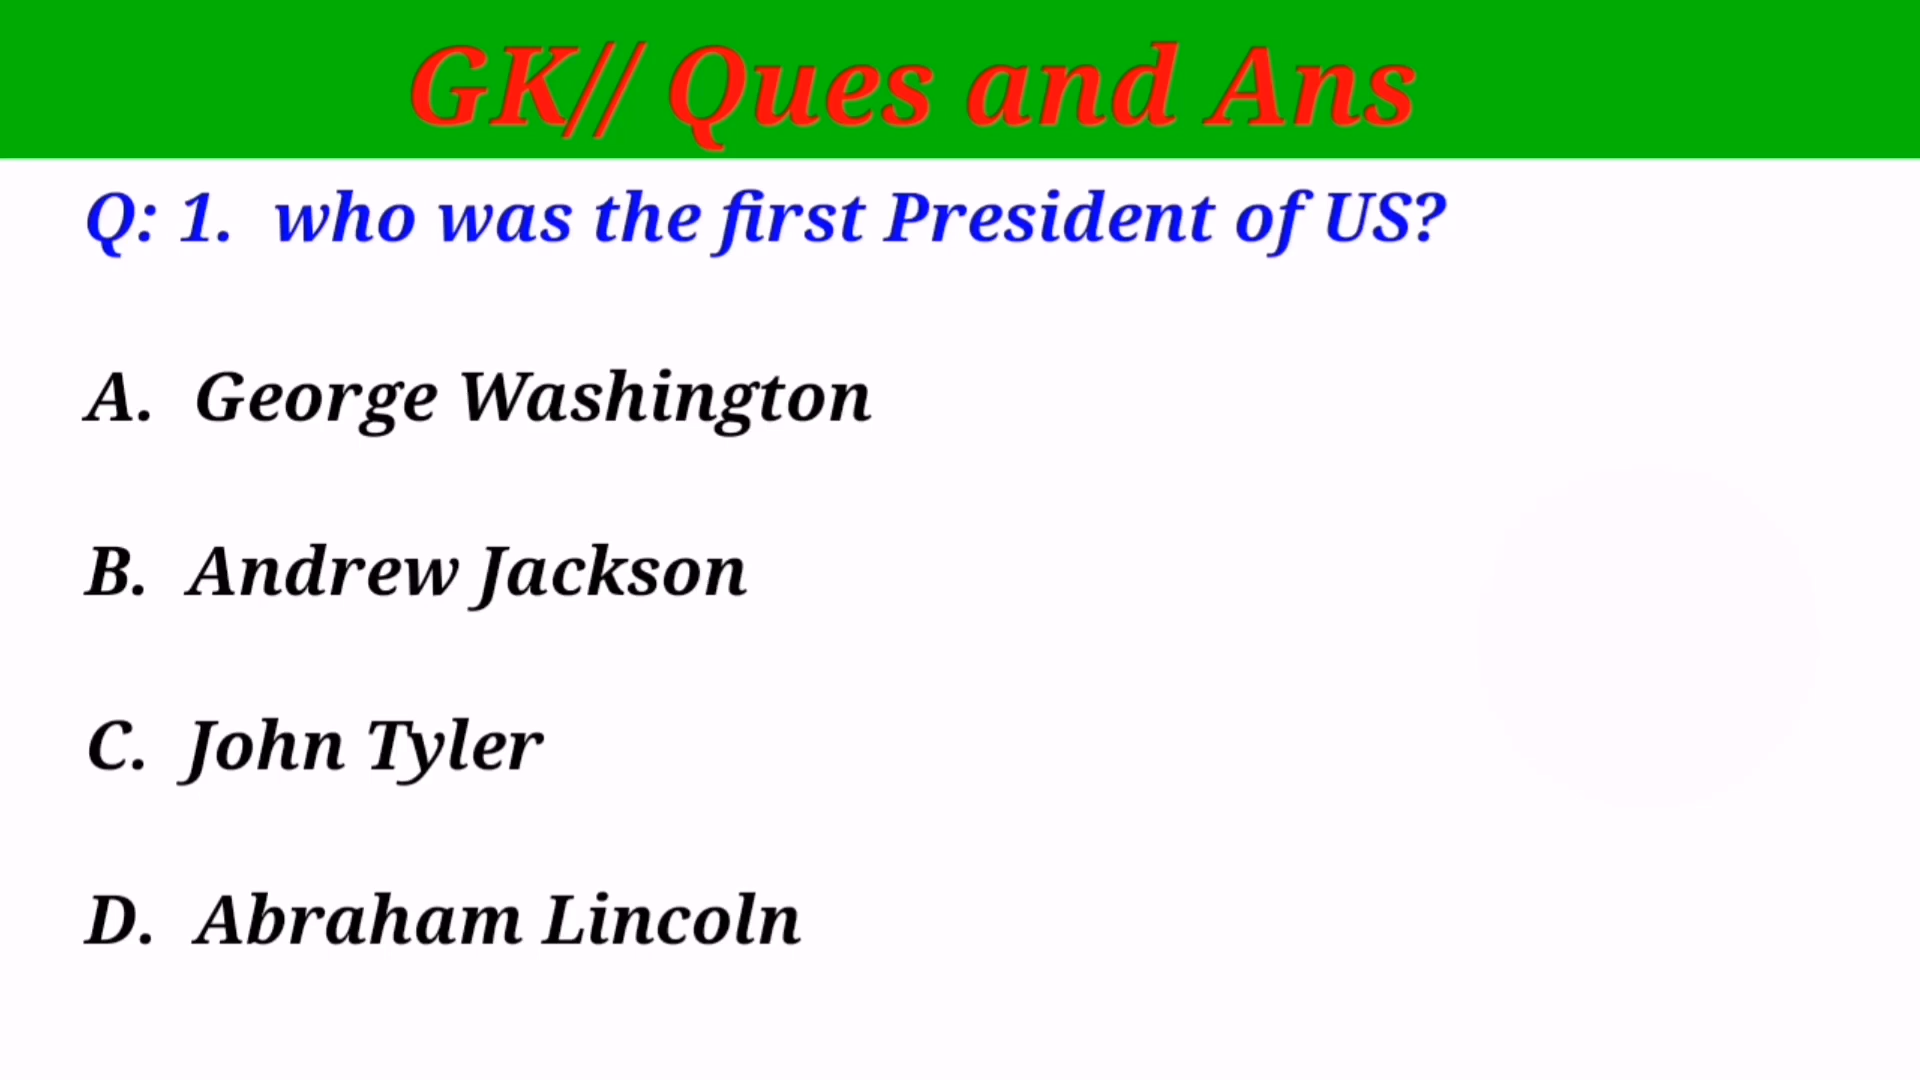 GK// Ques and Ans
Q: 1. who was the first President of US?
A. George Washington
B. Andrew Jackson
C. John Tyler
D. Abraham Lincoln